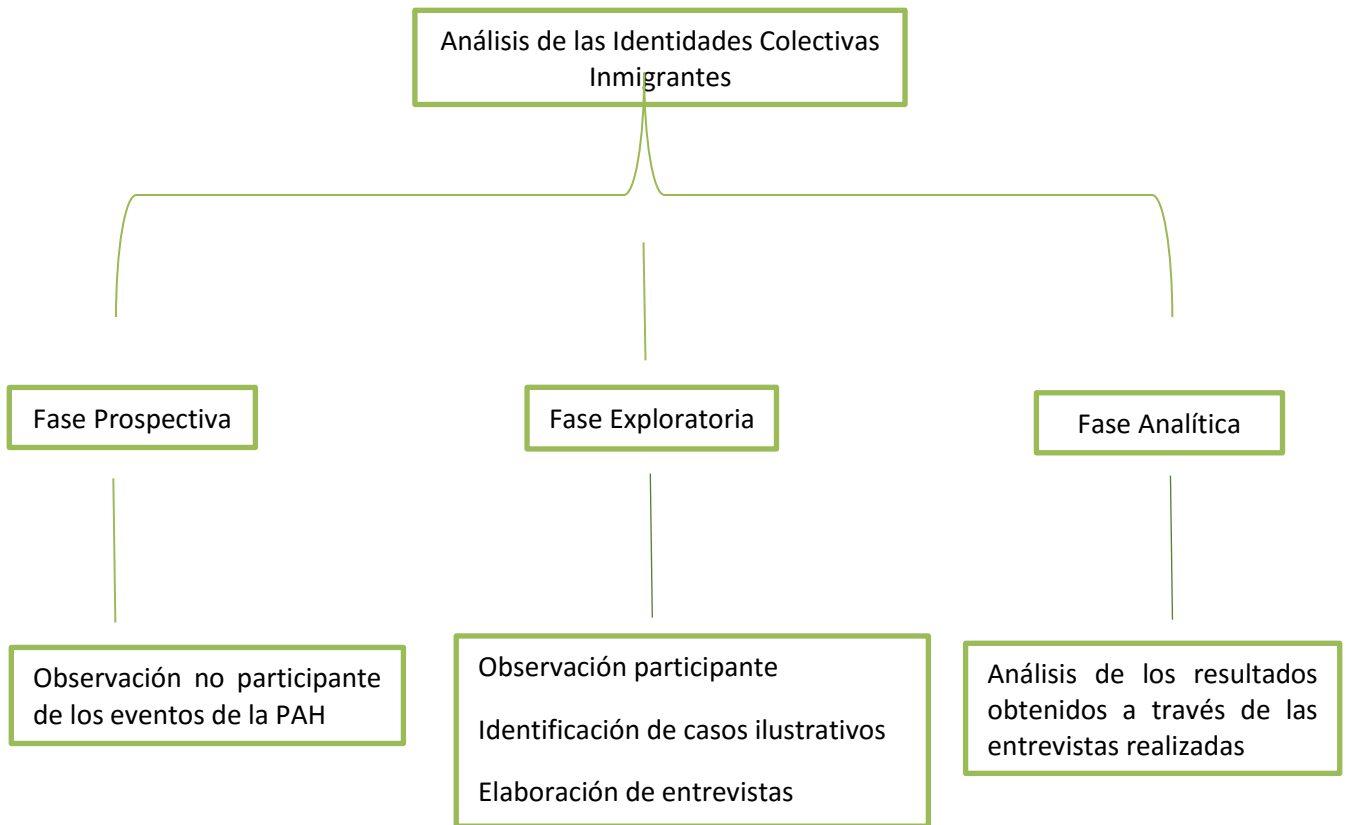 Análisis de las Identidades Colectivas
Inmigrantes
Fase Prospectiva
Fase Exploratoria
Fase Analítica
Observación no participante
de los eventos de la PAH
Observación participante
Identificación de casos ilustrativos
Elaboración de entrevistas
Análisis de los resultados
obtenidos a través de las
entrevistas realizadas